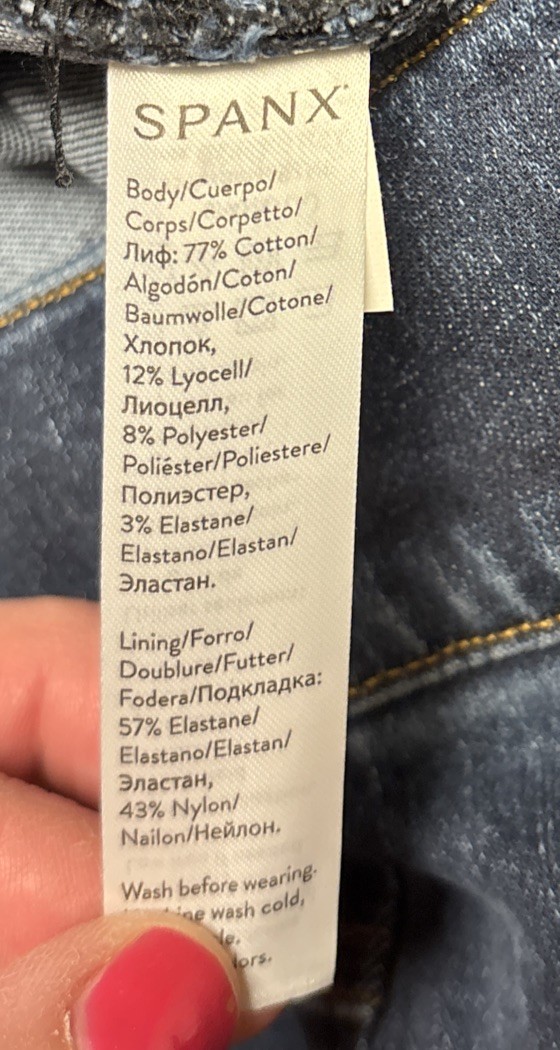 SPANX
Body/Cuerpo/
Corps/Corpetto/
Лиф: 77% Cotton/
Algodón/Coton/
Baumwolle/Cotone/
Хлопок,
12% Lyocell/
Лиоцелл,
8% Polyester/
Poliéster/Poliestere/
Полиэстер,
3% Elastane/
Elastano/Elastan/
Эластан.
Lining/Forro/
Doublure/Futter/
Fodera/Подкладка:
57% Elastane/
Elastano/Elastan/
Эластан,
43% Nylon/
Nailon/Нейлон.
Wash before wearing.
wash cold,